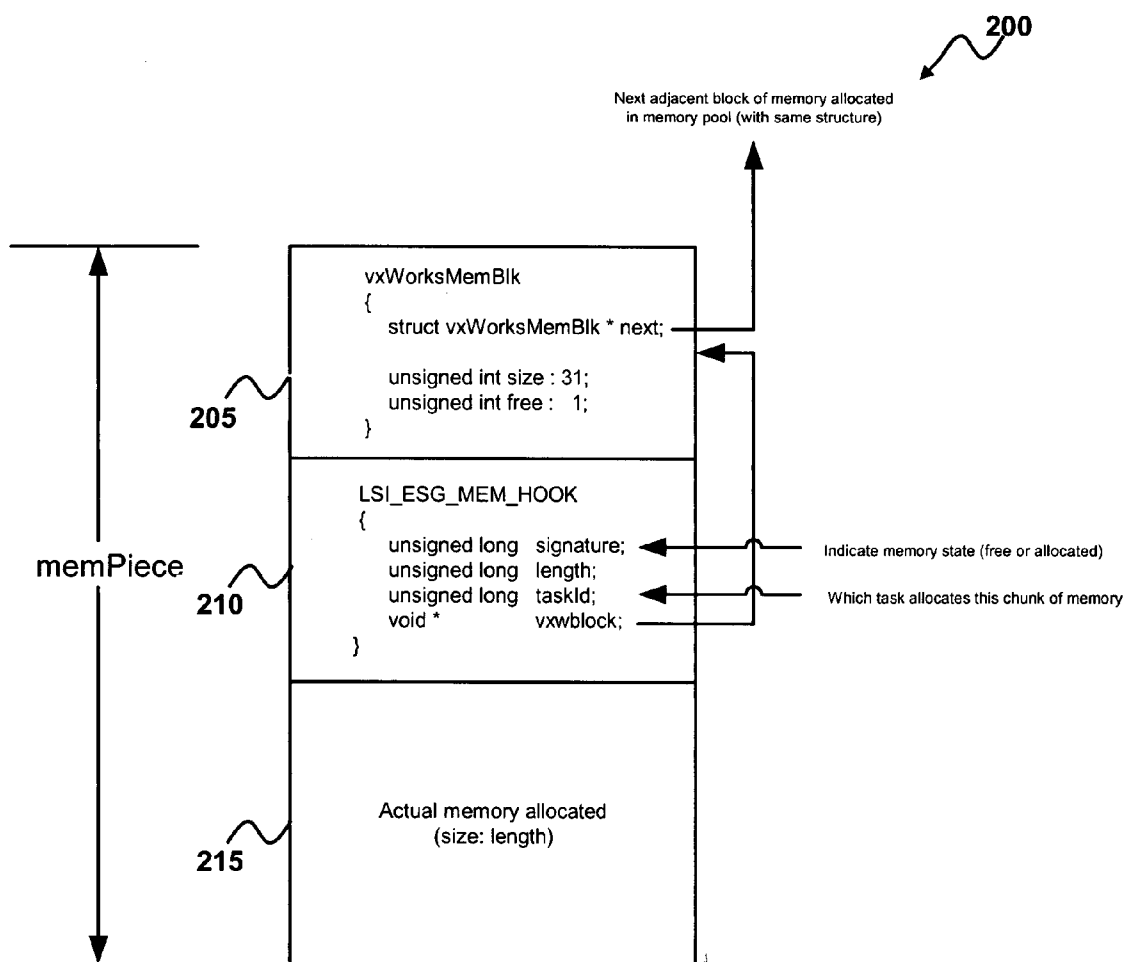 200
Next adjacent block of memory allocated
in memory pool (with same structure)
vxWorksMemBlk
{
struct vxWorksMemBlk * next;
unsigned int size : 31;
unsigned int free : 1;
}
205
LSI_ESG_MEM_HOOK
{
unsigned long signature;
Indicate memory state (free or allocated)
unsigned long length;
unsigned long taskId;
Which task allocates this chunk of memory
void * vxwblock;
}
memPiece
210
Actual memory allocated
(size: length)
215